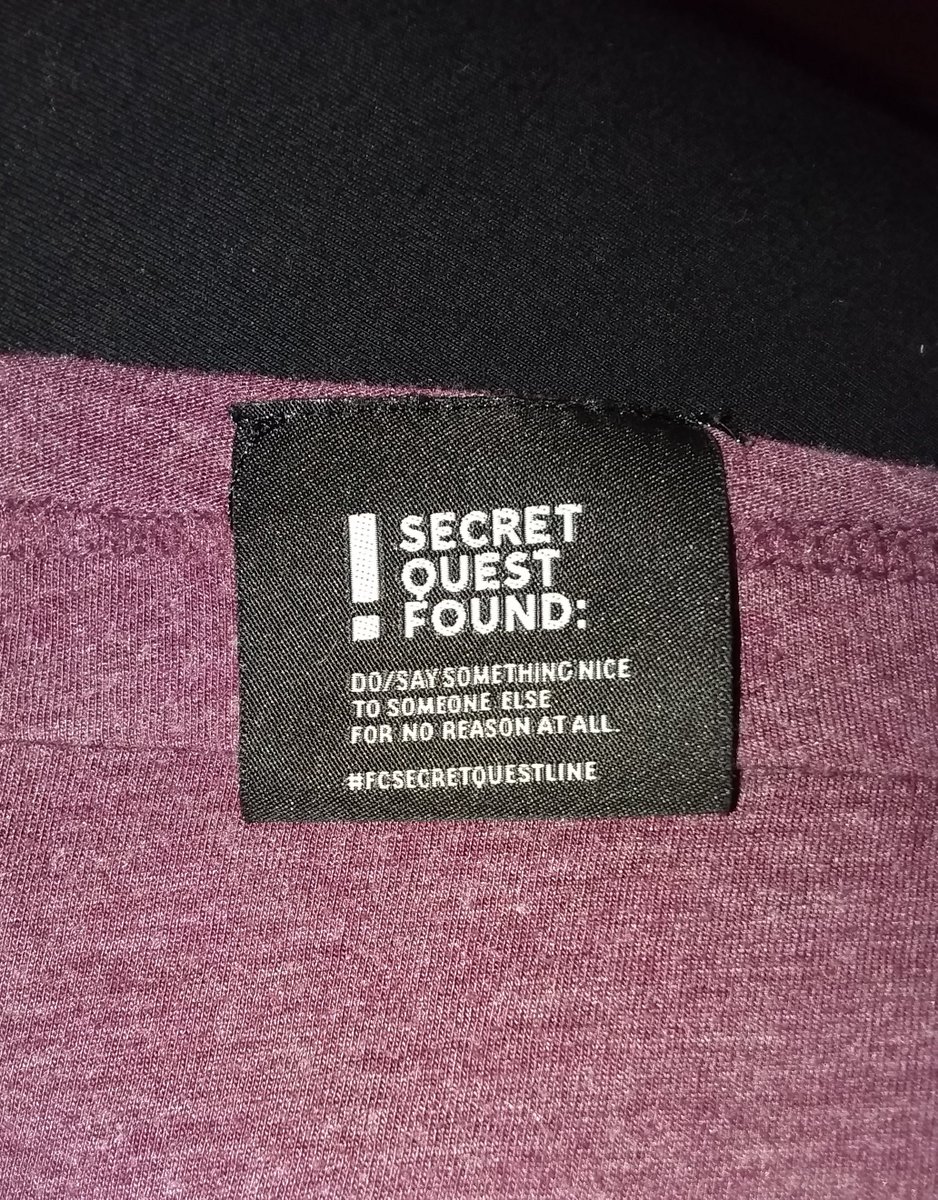 ! SECRET
QUEST
FOUND:
DO/SAY SOMETHING NICE
TO SOMEONE ELSE
FOR NO REASON AT ALL.
#FCSECRETQUESTLINE